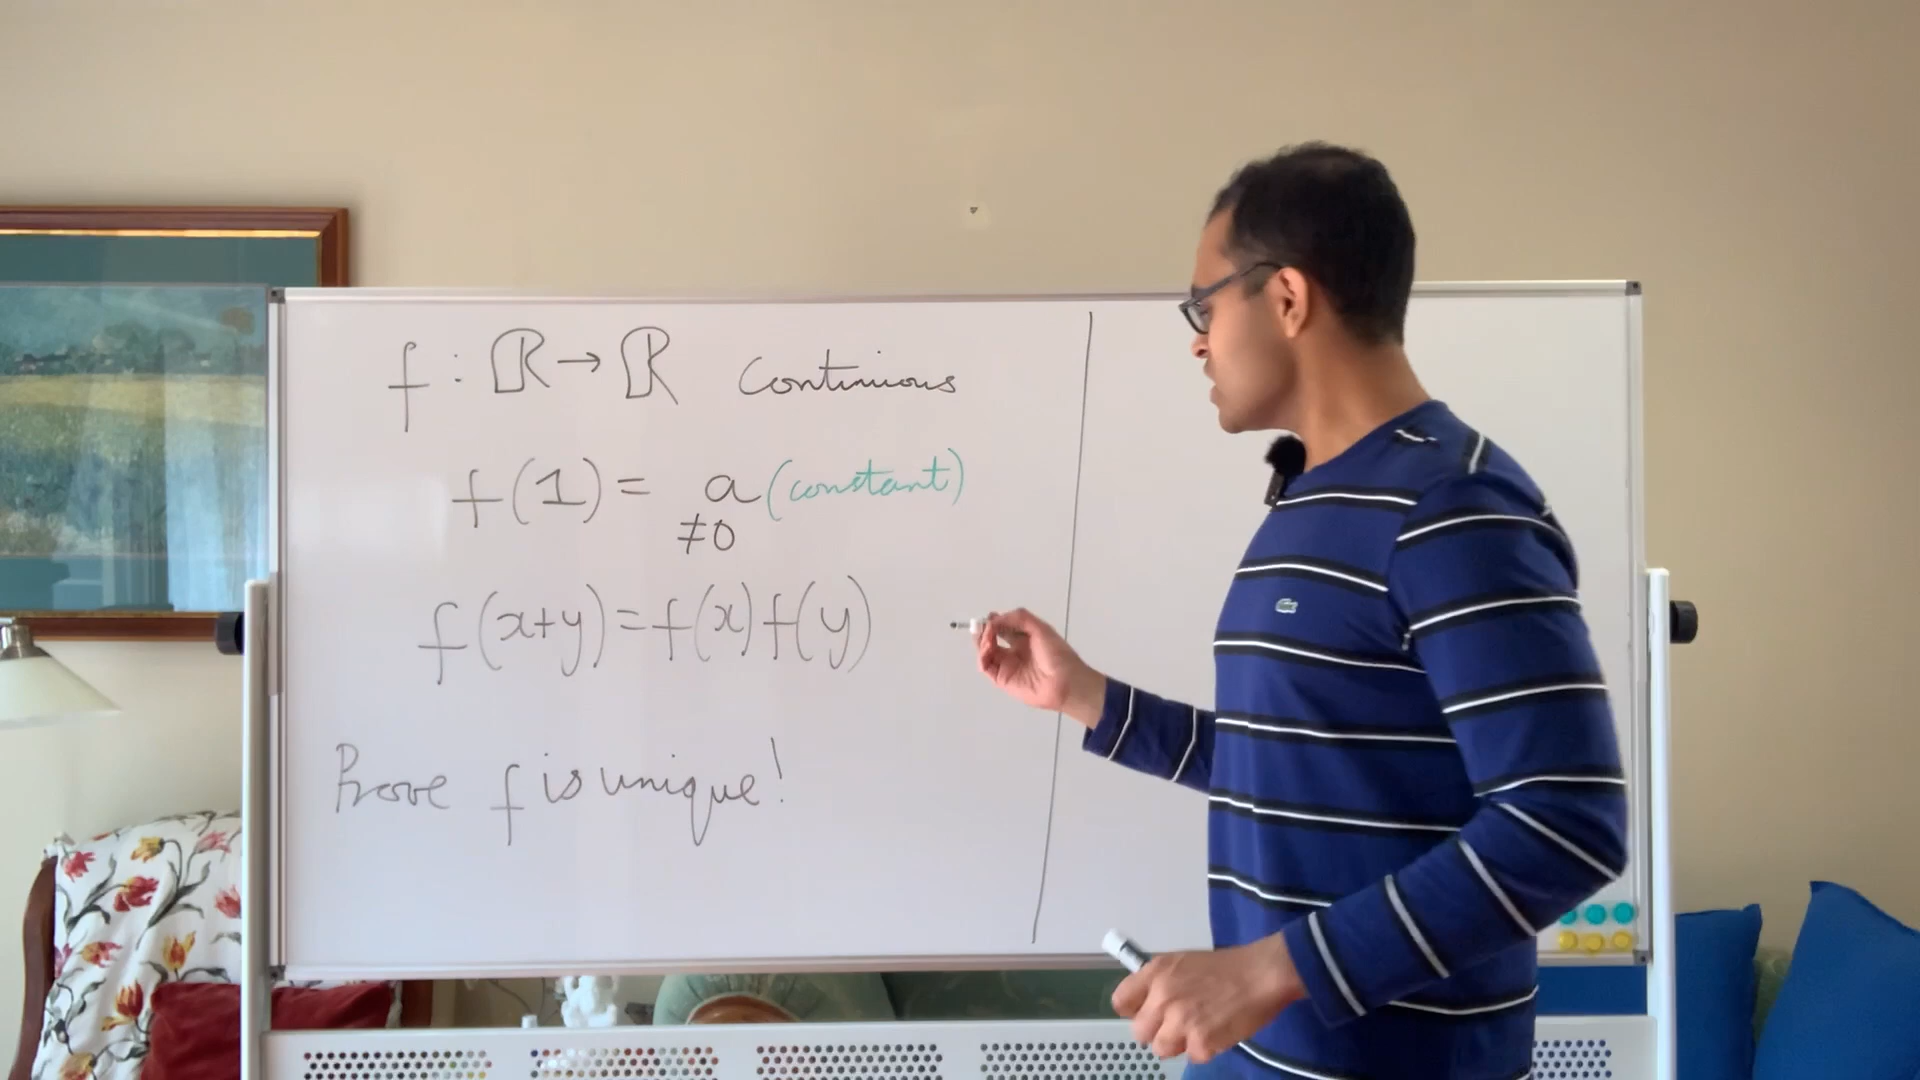 f : ℝ → ℝ Continuous
f(1) = a (constant)
≠0
f(x+y)=f(x)f(y)
Prove f is unique!